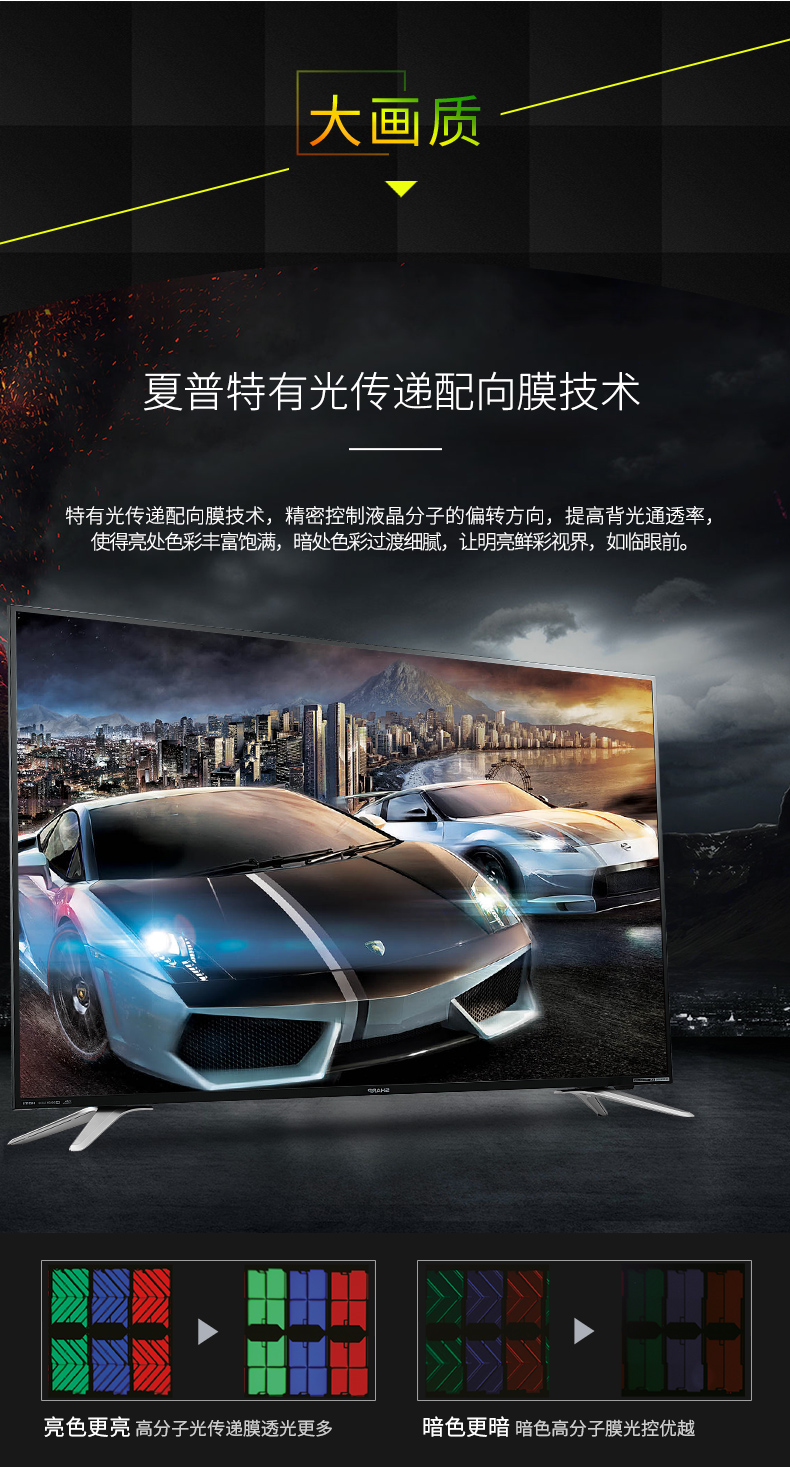 大画质
夏普特有光传递配向膜技术
特有光传递配向膜技术，精密控制液晶分子的偏转方向，提高背光通透率，
使得亮处色彩丰富饱满，暗处色彩过渡细腻，让明亮鲜彩视界，如临眼前。
亮色更亮 高分子光传递膜透光更多
暗色更暗 暗色高分子膜光控优越